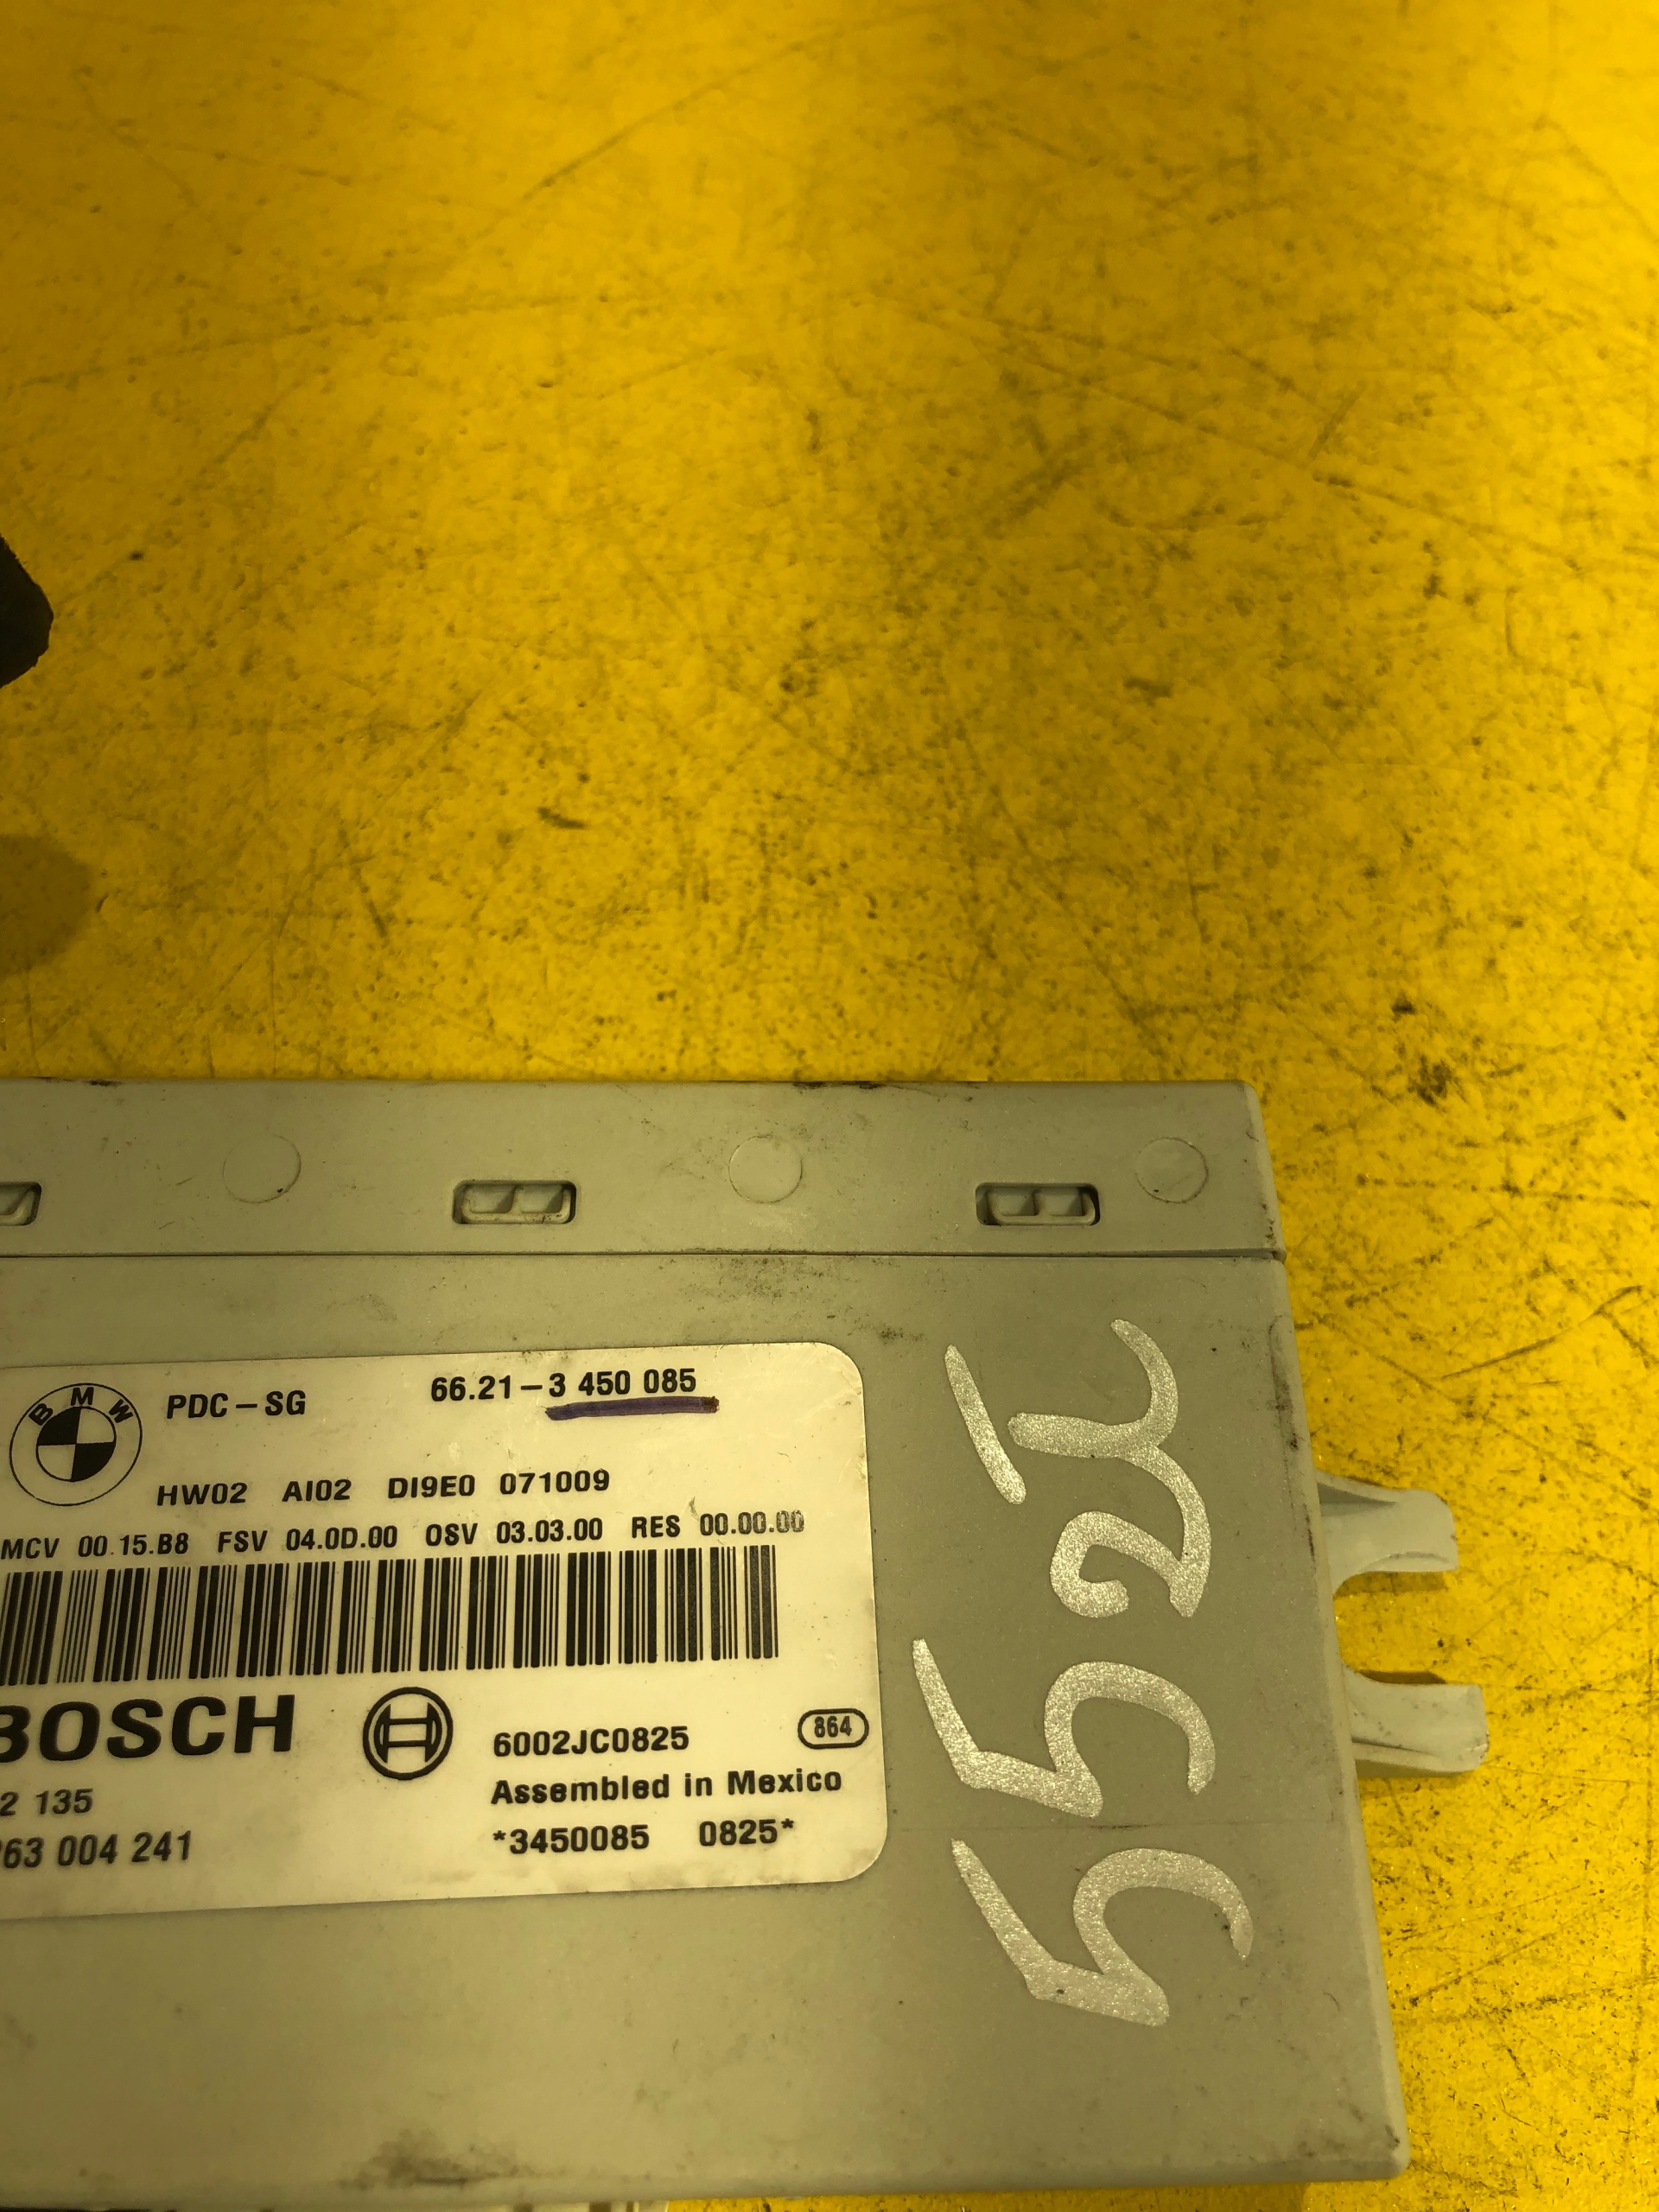 BMW
PDC-SG 66.21-3 450 085
HW02 AI02 DI9E0 071009
MCV 00.15.B8 FSV 04.0D.00 OSV 03.03.00 RES 00.00.00
BOSCH
6002JC0825 864
2 135
Assembled in Mexico
263 004 241
*3450085 0825*